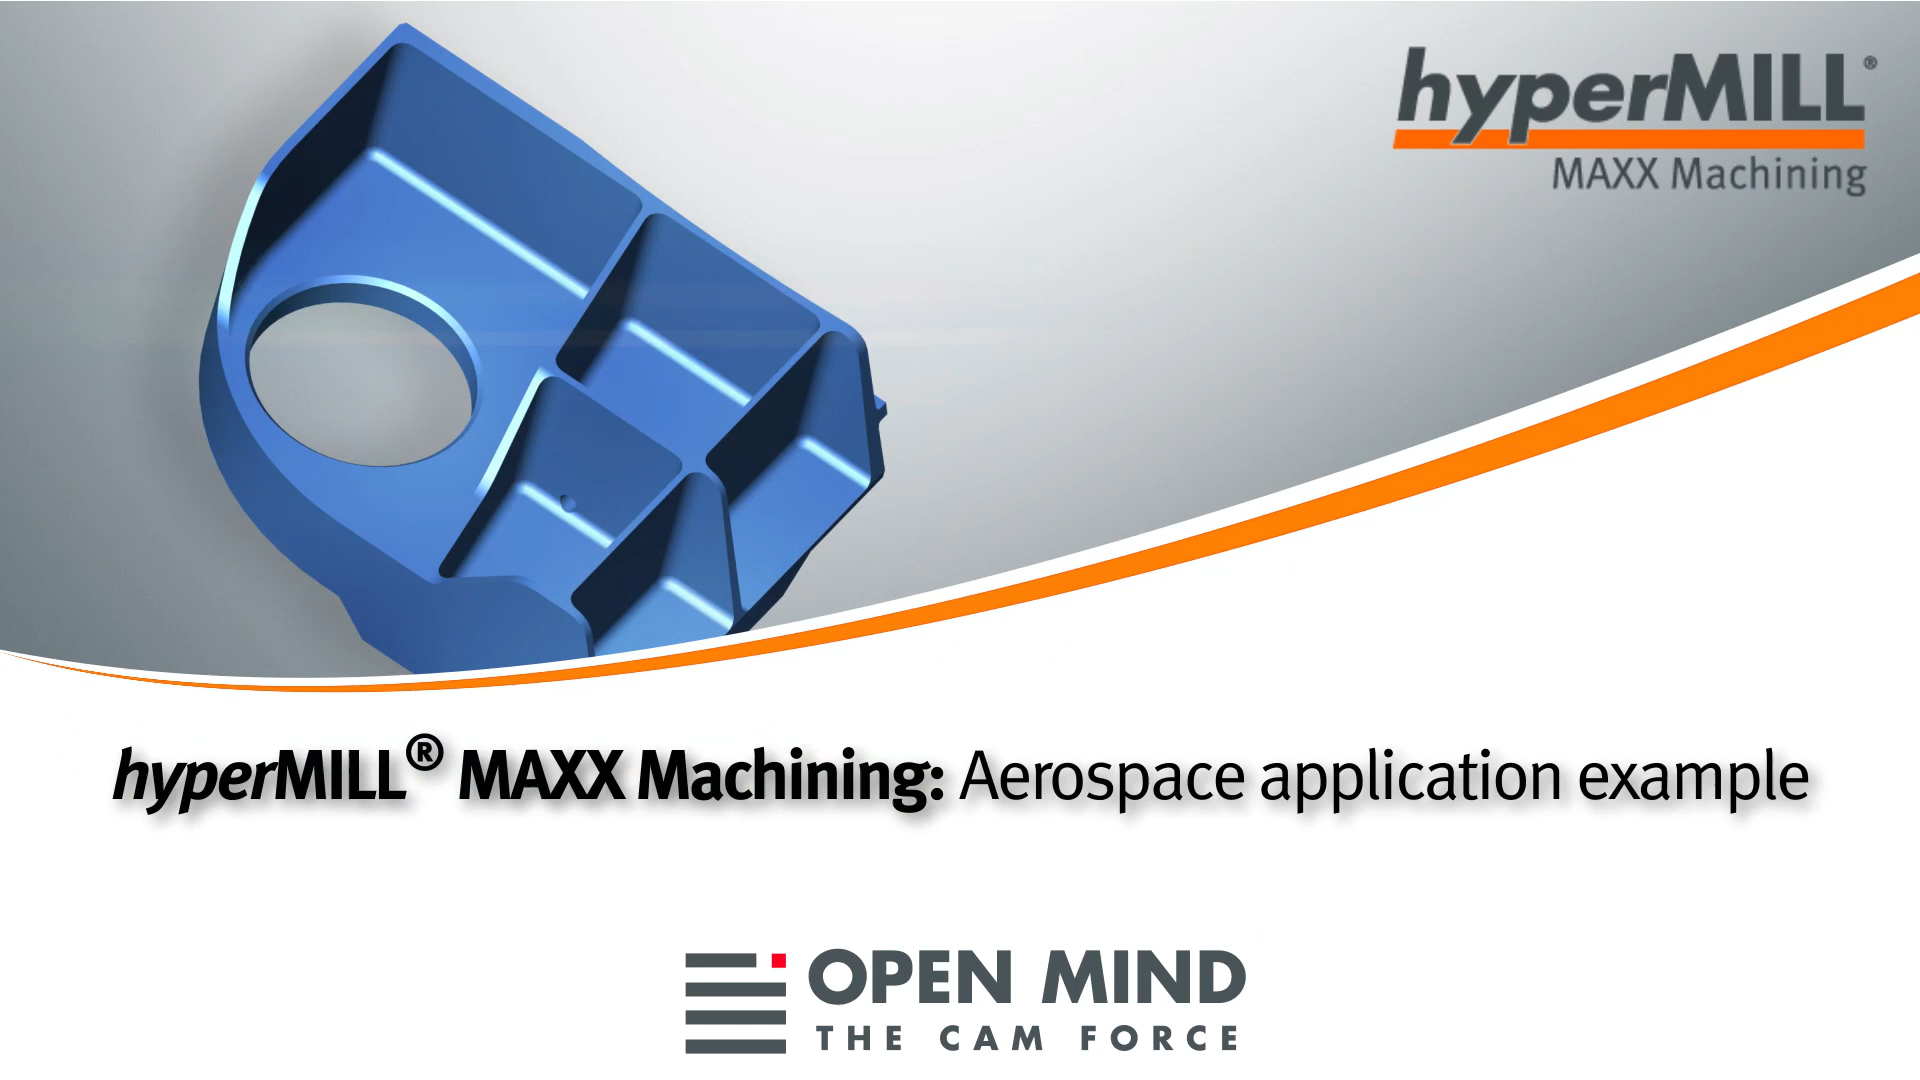 hyperMILL®
MAXX Machining
hyperMILL® MAXX Machining: Aerospace application example
OPEN MIND
THE CAM FORCE